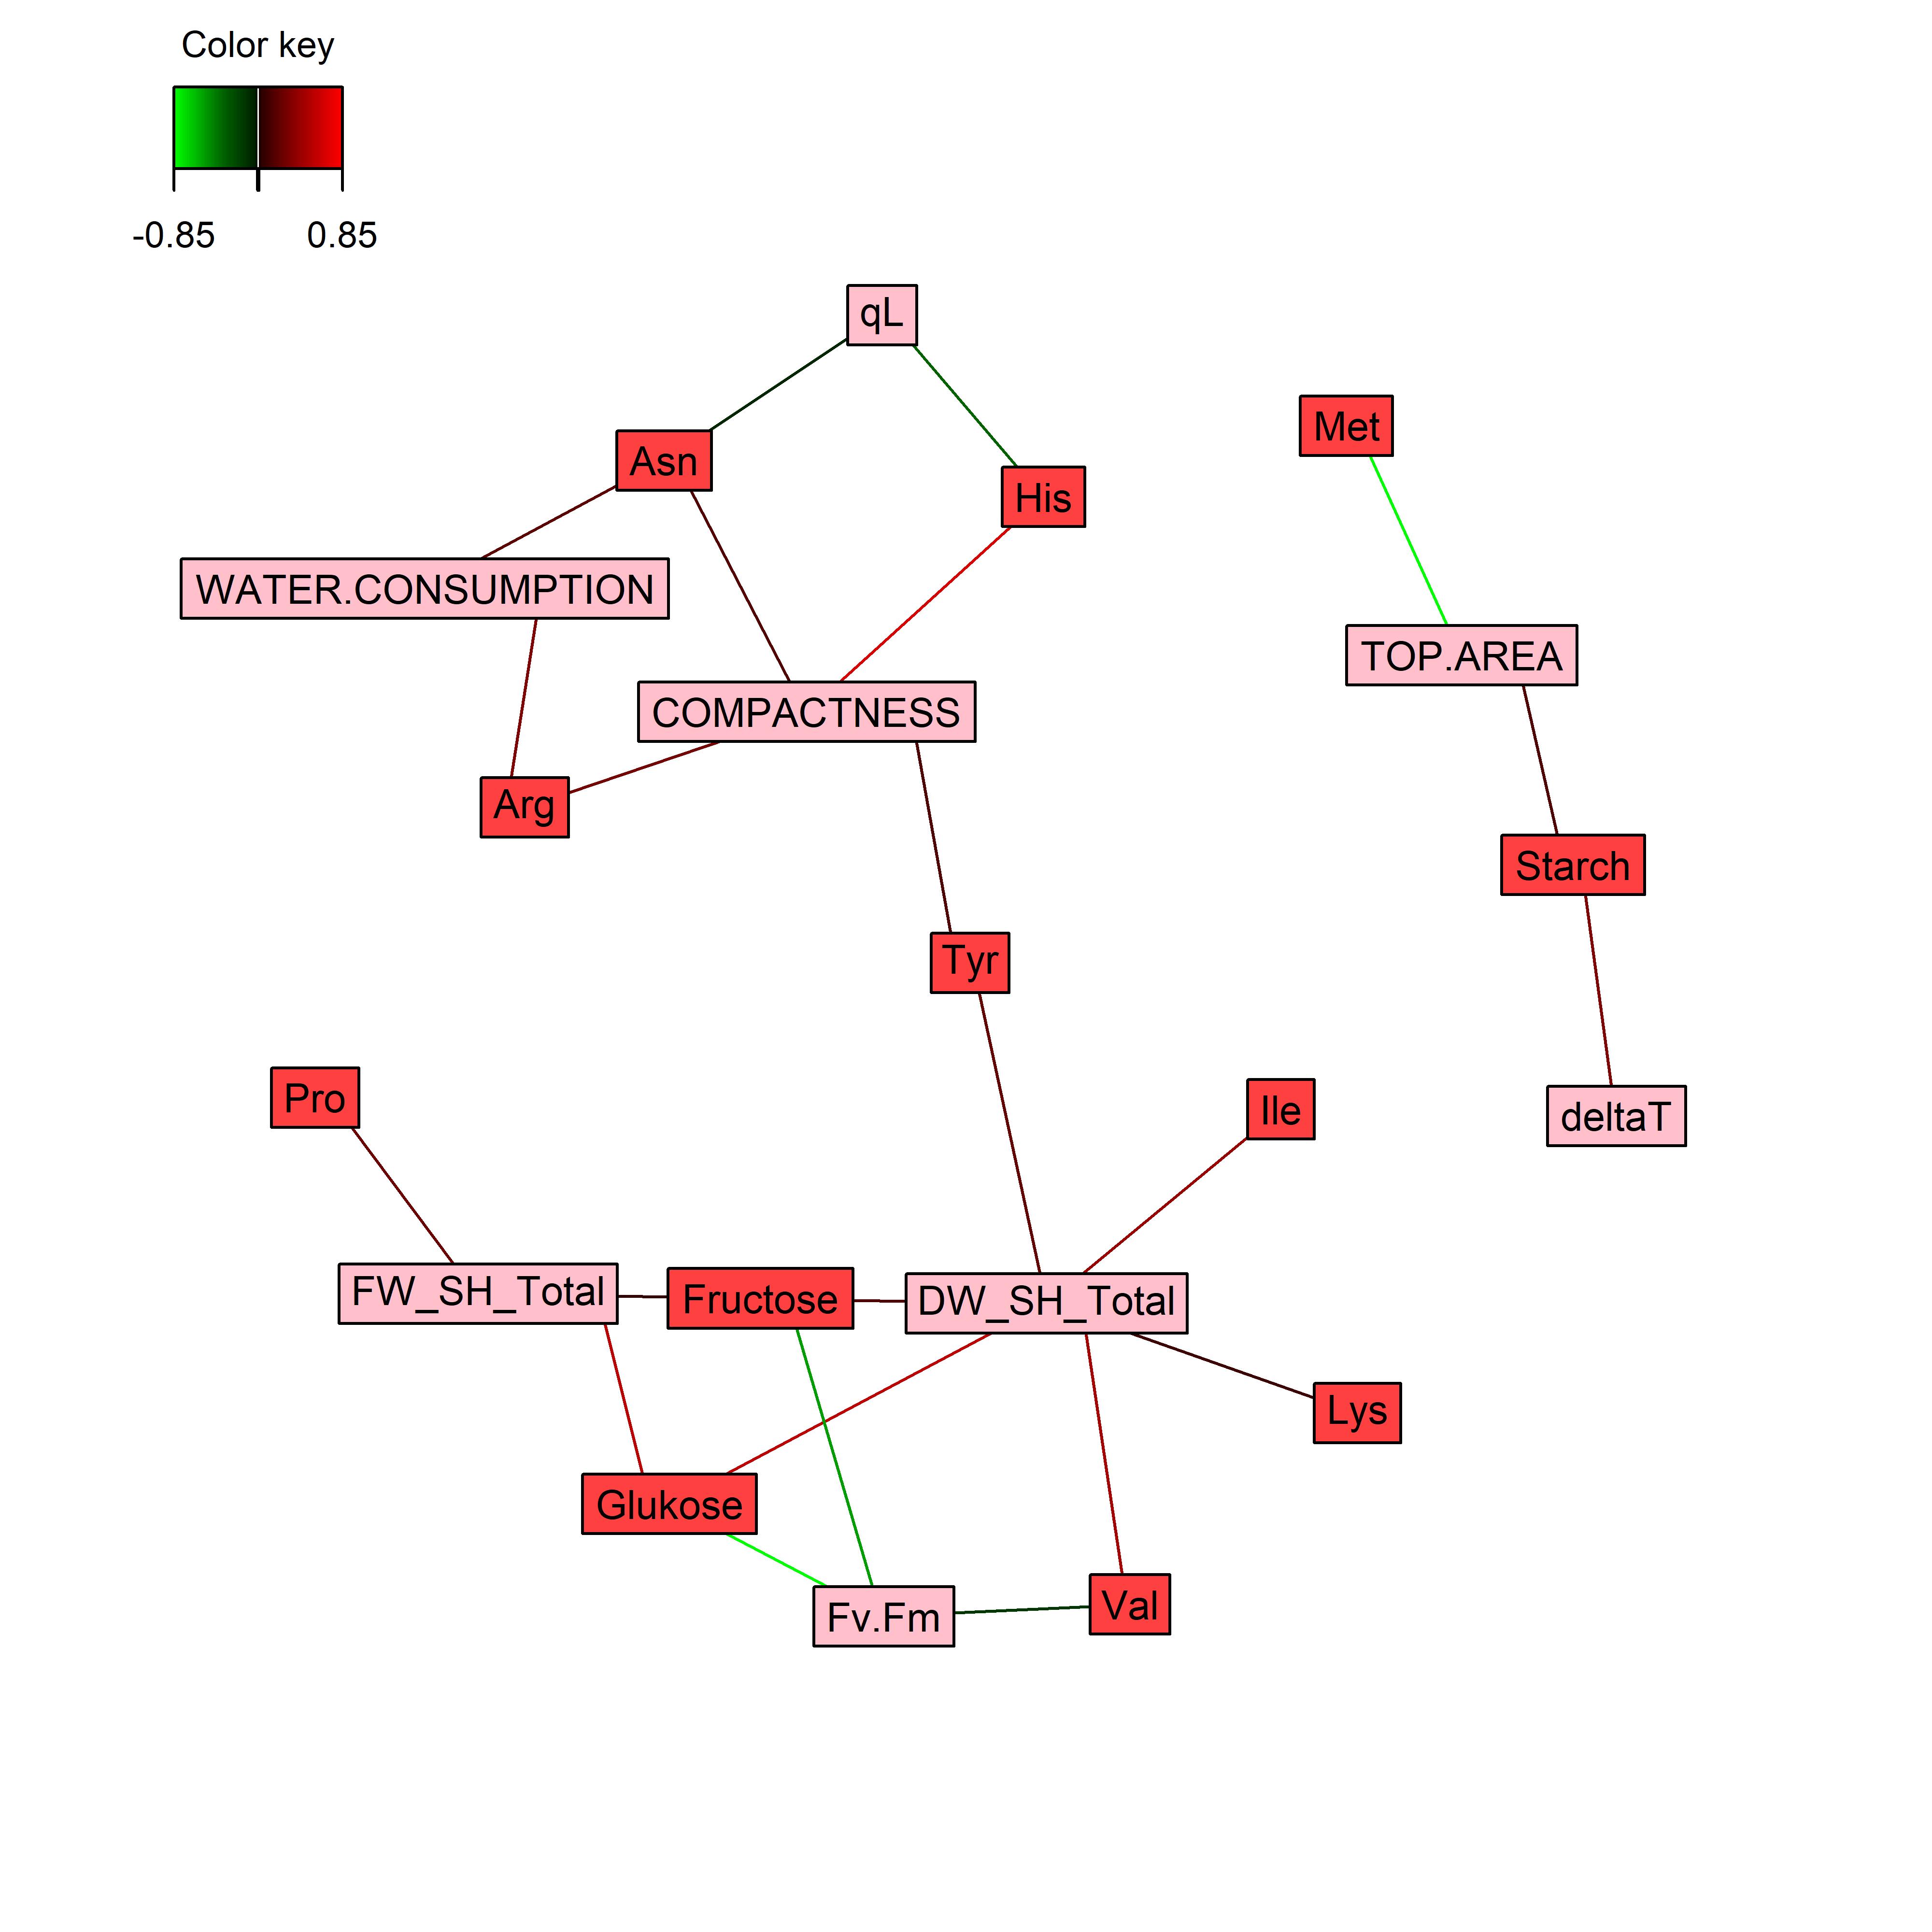 Color key
-0.85 0.85
qL
Met
Asn
His
WATER.CONSUMPTION
TOP.AREA
COMPACTNESS
Arg
Starch
Tyr
Pro
Ile
deltaT
FW_SH_Total
Fructose
DW_SH_Total
Lys
Glukose
Val
Fv.Fm